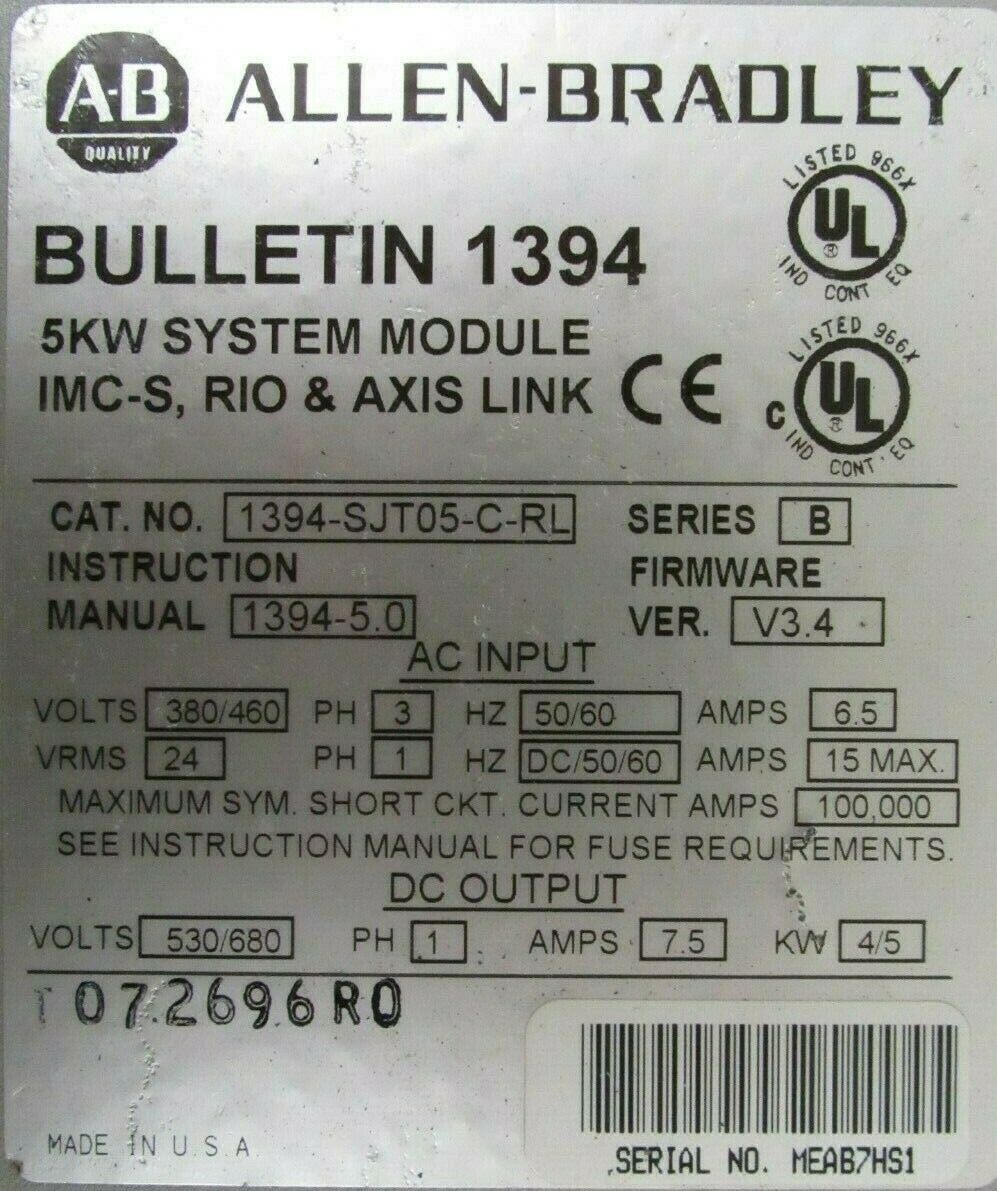 A-B ALLEN-BRADLEY
QUALITY
LISTED 966X
UL
®
IND CONT EQ
BULLETIN 1394
5KW SYSTEM MODULE
IMC-S, RIO & AXIS LINK CE
LISTED 966X
C UL
®
IND CONT EQ
CAT. NO. 1394-SJT05-C-RL SERIES B
INSTRUCTION FIRMWARE
MANUAL 1394-5.0 VER. V3.4
AC INPUT
VOLTS 380/460 PH 3 HZ 50/60 AMPS 6.5
VRMS 24 PH 1 HZ DC/50/60 AMPS 15 MAX.
MAXIMUM SYM. SHORT CKT. CURRENT AMPS 100,000
SEE INSTRUCTION MANUAL FOR FUSE REQUIREMENTS.
DC OUTPUT
VOLTS 530/680 PH 1 AMPS 7.5 KW 4/5
T072696R0
MADE IN U.S.A
SERIAL NO. MEAB7HS1